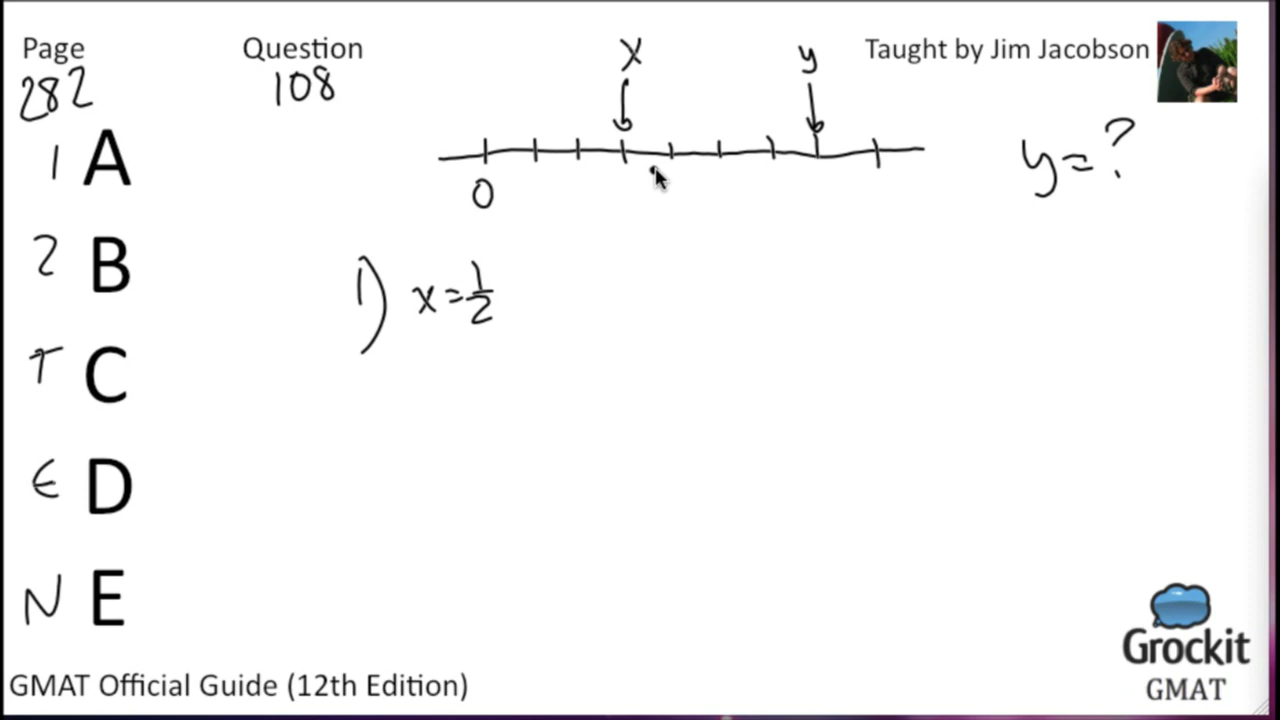 Page Question x y Taught by Jim Jacobson
282 108
y=?
1 A
0
2 B
1) x=1/2
T C
E D
N E
Grockit
GMAT
GMAT Official Guide (12th Edition)